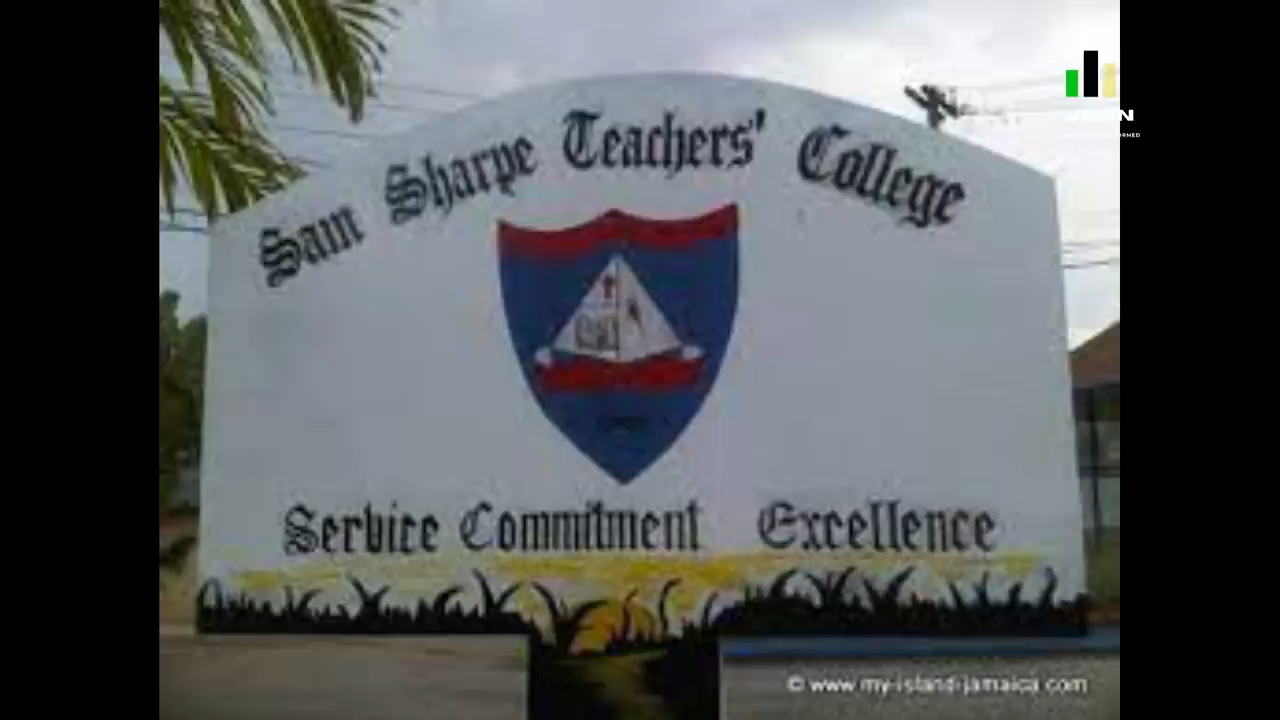 Sam Sharpe Teachers' College
Service Commitment Excellence
© www.my-island-jamaica.com